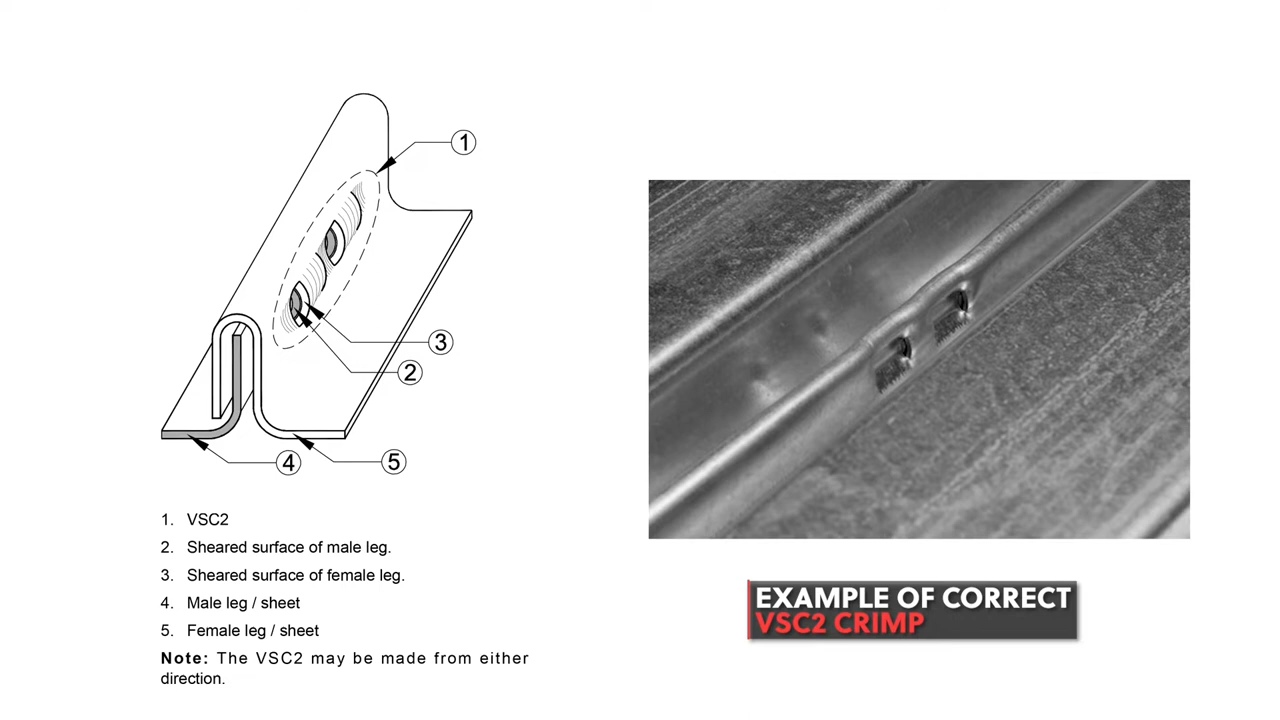 1
3
2
4
5
1. VSC2
2. Sheared surface of male leg.
3. Sheared surface of female leg.
4. Male leg / sheet
5. Female leg / sheet
Note: The VSC2 may be made from either
direction.
EXAMPLE OF CORRECT
VSC2 CRIMP